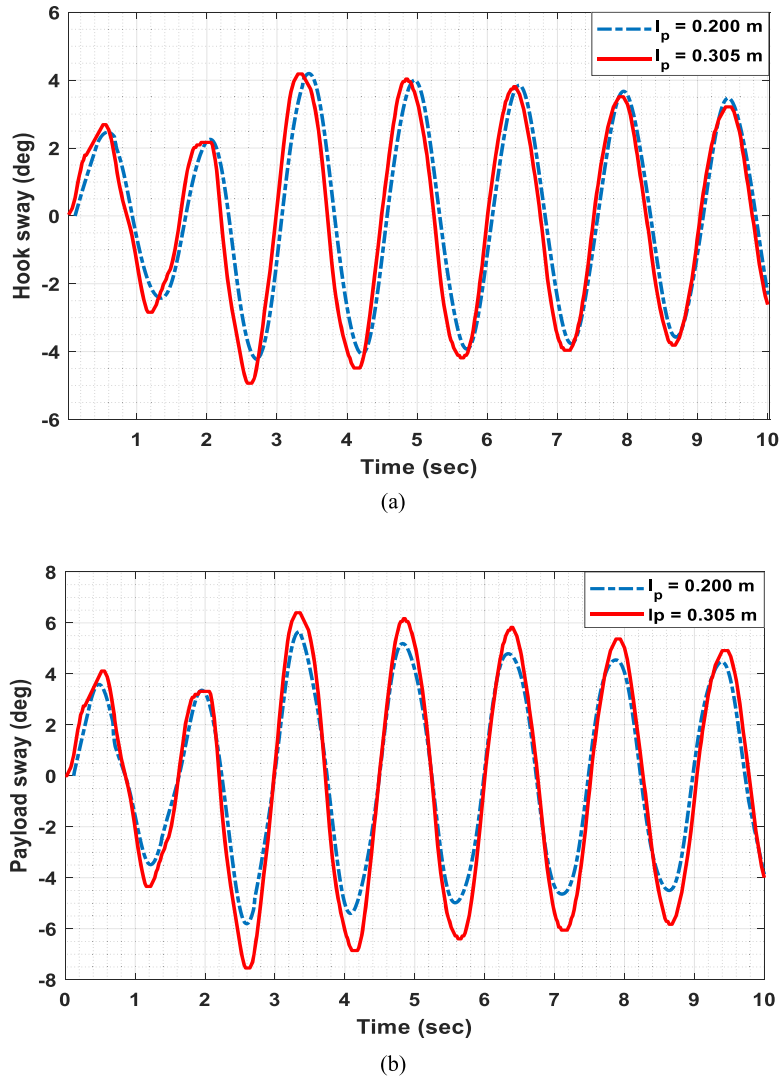 6
4
2
0
-2
-4
-6
Hook sway (deg)
l_p = 0.200 m
l_p = 0.305 m
1 2 3 4 5 6 7 8 9 10
Time (sec)
(a)
8
6
4
2
0
-2
-4
-6
-8
Payload sway (deg)
l_p = 0.200 m
lp = 0.305 m
0 1 2 3 4 5 6 7 8 9 10
Time (sec)
(b)